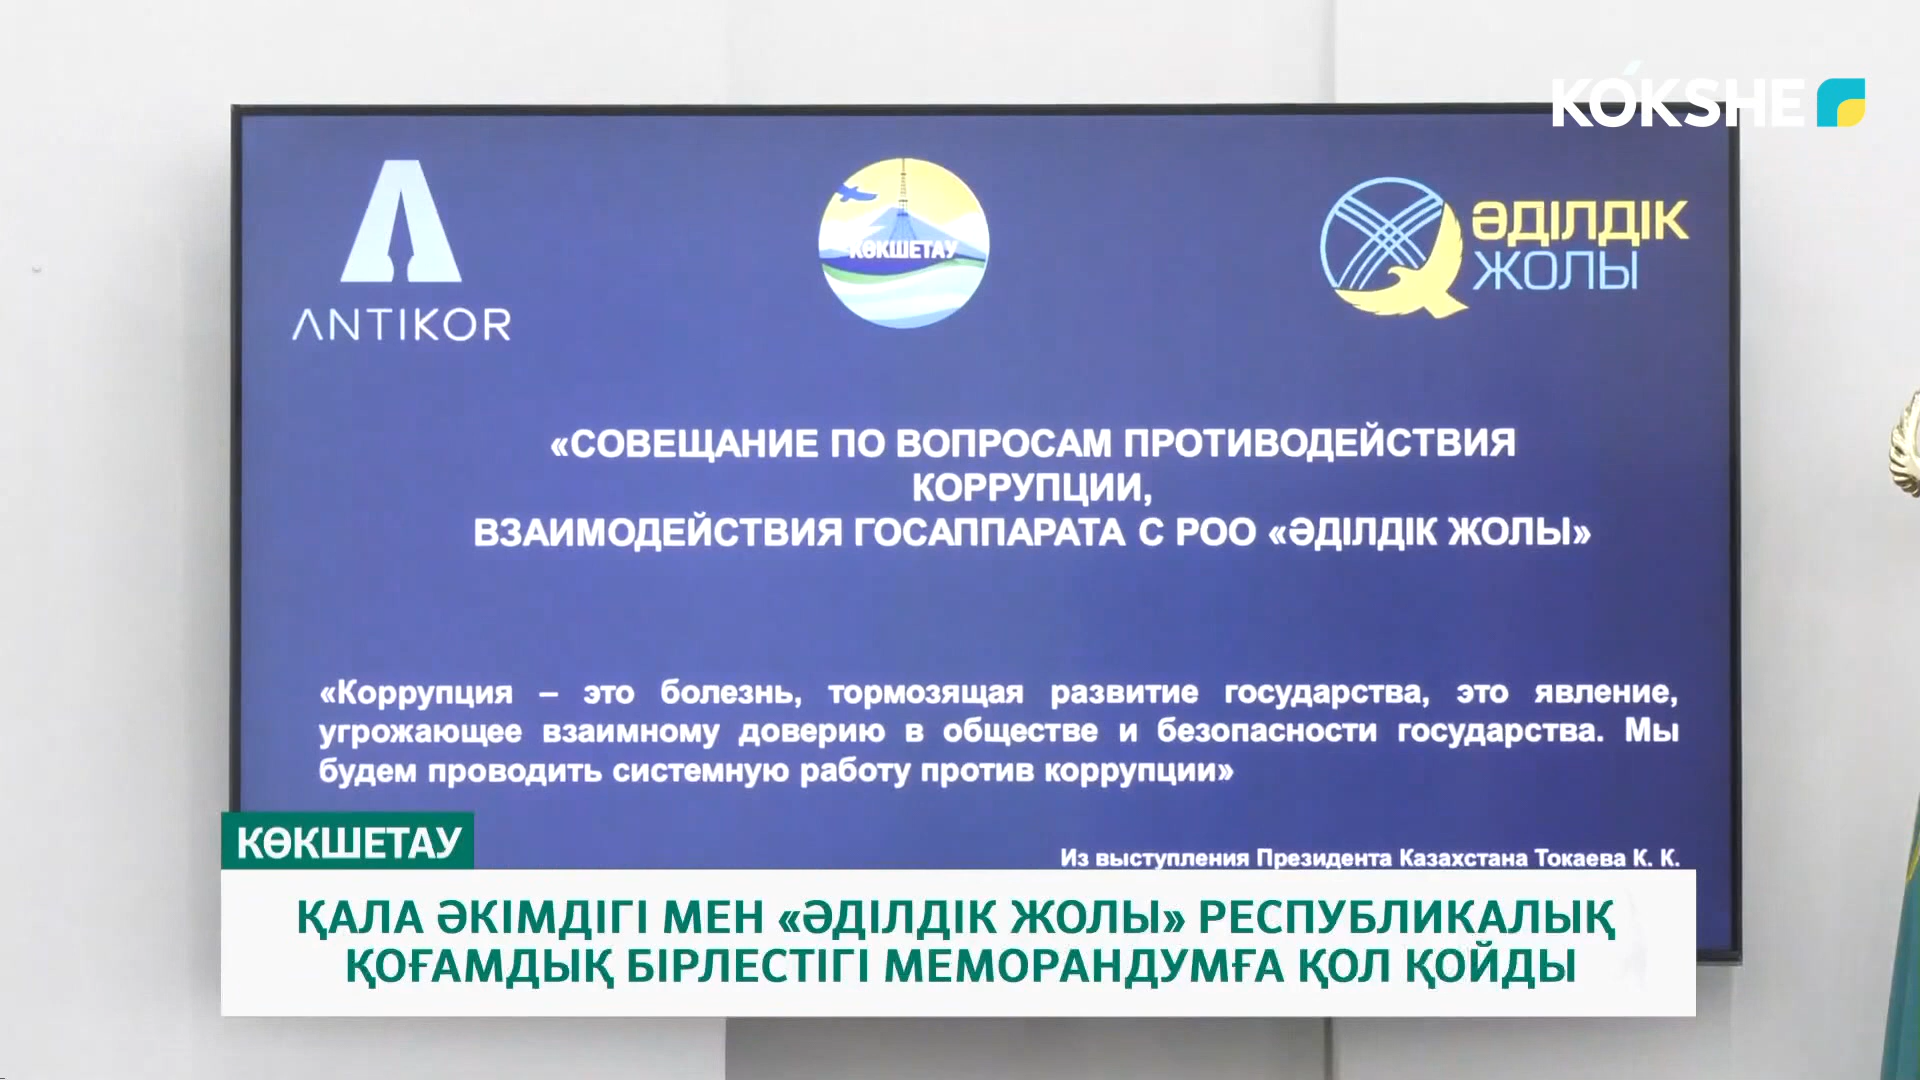 KÓKSHE
ANTIKOR
КӨКШЕТАУ
ӘДІЛДІК
ЖОЛЫ
«СОВЕЩАНИЕ ПО ВОПРОСАМ ПРОТИВОДЕЙСТВИЯ
КОРРУПЦИИ,
ВЗАИМОДЕЙСТВИЯ ГОСАППАРАТА С РОО «ӘДІЛДІК ЖОЛЫ»
«Коррупция – это болезнь, тормозящая развитие государства, это явление,
угрожающее взаимному доверию в обществе и безопасности государства. Мы
будем проводить системную работу против коррупции»
Из выступления Президента Казахстана Токаева К. К.
КӨКШЕТАУ
ҚАЛА ӘКІМДІГІ МЕН «ӘДІЛДІК ЖОЛЫ» РЕСПУБЛИКАЛЫҚ
ҚОҒАМДЫҚ БІРЛЕСТІГІ МЕМОРАНДУМҒА ҚОЛ ҚОЙДЫ